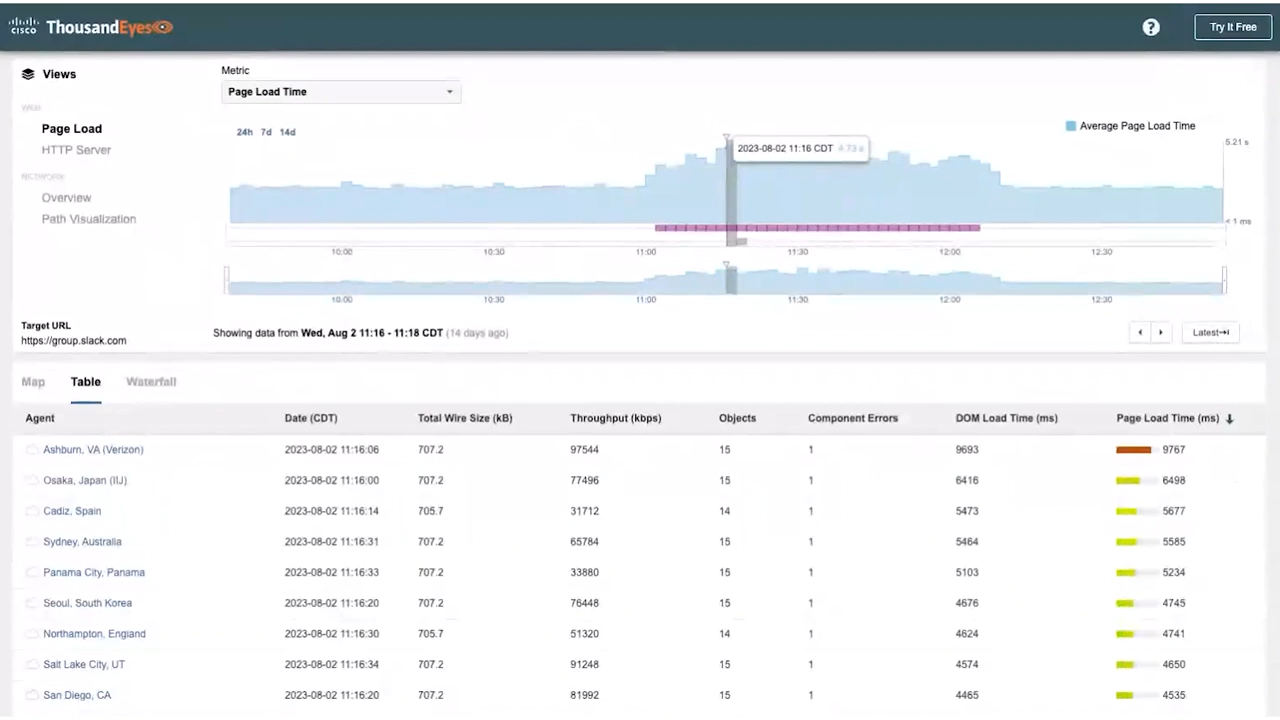 CISCO ThousandEyes
Try It Free
Views
WEB
Page Load
HTTP Server
NETWORK
Overview
Path Visualization
Target URL
https://group.slack.com
Metric
Page Load Time
24h 7d 14d
Average Page Load Time
2023-08-02 11:16 CDT 4.73 s
5.21 s
< 1 ms
10:00 10:30 11:00 11:30 12:00 12:30
10:00 10:30 11:00 11:30 12:00 12:30
Showing data from Wed, Aug 2 11:16 - 11:18 CDT (14 days ago)
Latest
Map Table Waterfall
Agent Date (CDT) Total Wire Size (kB) Throughput (kbps) Objects Component Errors DOM Load Time (ms) Page Load Time (ms)
Ashburn, VA (Verizon) 2023-08-02 11:16:06 707.2 97544 15 1 9693 9767
Osaka, Japan (IIJ) 2023-08-02 11:16:00 707.2 77496 15 1 6416 6498
Cadiz, Spain 2023-08-02 11:16:14 705.7 31712 14 1 5473 5677
Sydney, Australia 2023-08-02 11:16:31 707.2 65784 15 1 5464 5585
Panama City, Panama 2023-08-02 11:16:33 707.2 33880 15 1 5103 5234
Seoul, South Korea 2023-08-02 11:16:20 707.2 76448 15 1 4676 4745
Northampton, England 2023-08-02 11:16:30 705.7 51320 14 1 4624 4741
Salt Lake City, UT 2023-08-02 11:16:34 707.2 91248 15 1 4574 4650
San Diego, CA 2023-08-02 11:16:20 707.2 81992 15 1 4465 4535